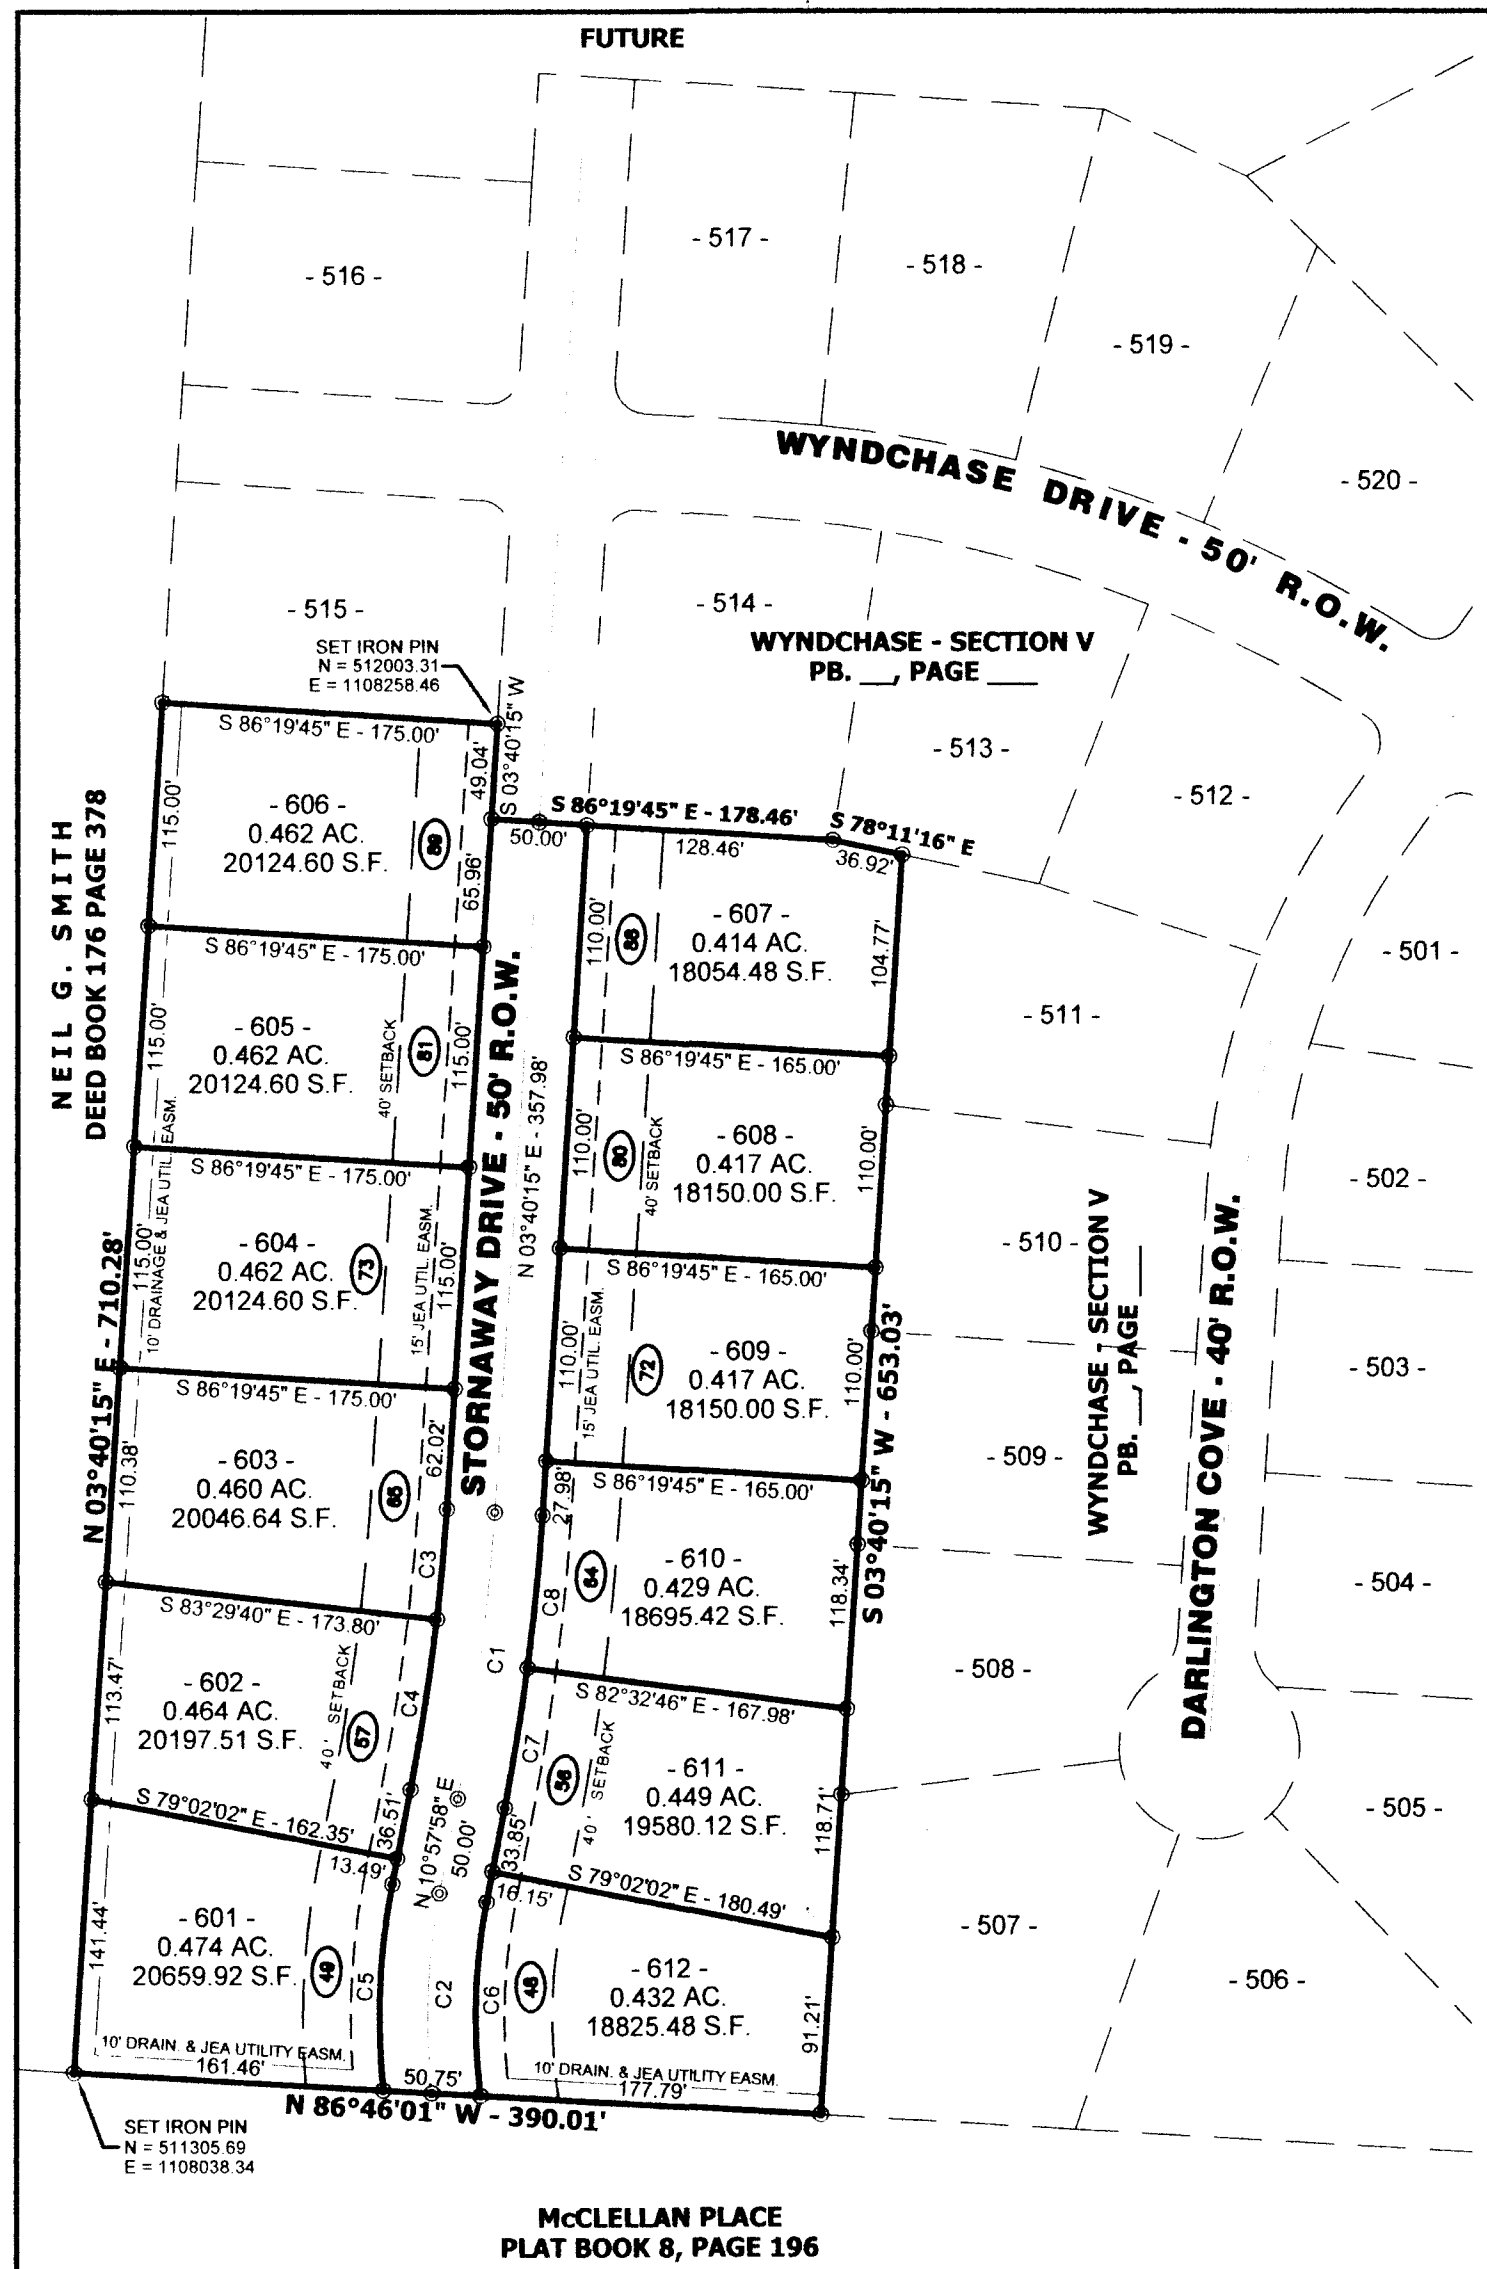 FUTURE
- 516 -
- 517 -
- 518 -
- 519 -
- 520 -
WYNDCHASE DRIVE - 50' R.O.W.
- 515 -
- 514 -
WYNDCHASE - SECTION V
PB. __, PAGE ___
- 513 -
- 512 -
- 511 -
- 510 -
- 509 -
- 508 -
- 507 -
- 506 -
- 505 -
- 504 -
- 503 -
- 502 -
- 501 -
WYNDCHASE - SECTION V
PB. __, PAGE ___
DARLINGTON COVE - 40' R.O.W.
SET IRON PIN
N = 512003.31
E = 1108258.46
S 03°40'15" W
NEIL G. SMITH
DEED BOOK 176 PAGE 378
N 03°40'15" E - 710.28'
S 86°19'45" E - 175.00'
115.00'
- 606 -
0.462 AC.
20124.60 S.F.
49.04'
65.96'
S 86°19'45" E - 175.00'
115.00'
- 605 -
0.462 AC.
20124.60 S.F.
40' SETBACK
81
115.00'
S 86°19'45" E - 175.00'
115.00'
10' DRAINAGE & JEA UTIL. EASM.
- 604 -
0.462 AC.
20124.60 S.F.
73
15' JEA UTIL. EASM.
115.00'
S 86°19'45" E - 175.00'
110.38'
- 603 -
0.460 AC.
20046.64 S.F.
65
62.02'
C3
S 83°29'40" E - 173.80'
113.47'
- 602 -
0.464 AC.
20197.51 S.F.
40' SETBACK
57
C4
36.51'
S 79°02'02" E - 162.35'
13.49'
141.44'
- 601 -
0.474 AC.
20659.92 S.F.
49
C5
10' DRAIN. & JEA UTILITY EASM.
161.46'
STORNAWAY DRIVE - 50' R.O.W.
N 03°40'15" E - 357.98'
C1
N 10°57'58" E
50.00'
C2
50.75'
50.00'
S 86°19'45" E - 178.46'
128.46'
S 78°11'16" E
36.92'
110.00'
88
- 607 -
0.414 AC.
18054.48 S.F.
104.77'
S 86°19'45" E - 165.00'
110.00'
80
40' SETBACK
- 608 -
0.417 AC.
18150.00 S.F.
110.00'
S 86°19'45" E - 165.00'
110.00'
15' JEA UTIL. EASM.
72
- 609 -
0.417 AC.
18150.00 S.F.
110.00'
S 86°19'45" E - 165.00'
27.98'
C8
64
- 610 -
0.429 AC.
18695.42 S.F.
118.34'
S 03°40'15" W - 653.03'
S 82°32'46" E - 167.98'
C7
56
40' SETBACK
- 611 -
0.449 AC.
19580.12 S.F.
118.71'
33.85'
S 79°02'02" E - 180.49'
16.15'
C6
48
- 612 -
0.432 AC.
18825.48 S.F.
91.21'
10' DRAIN. & JEA UTILITY EASM.
177.79'
N 86°46'01" W - 390.01'
SET IRON PIN
N = 511305.69
E = 1108038.34
McCLELLAN PLACE
PLAT BOOK 8, PAGE 196